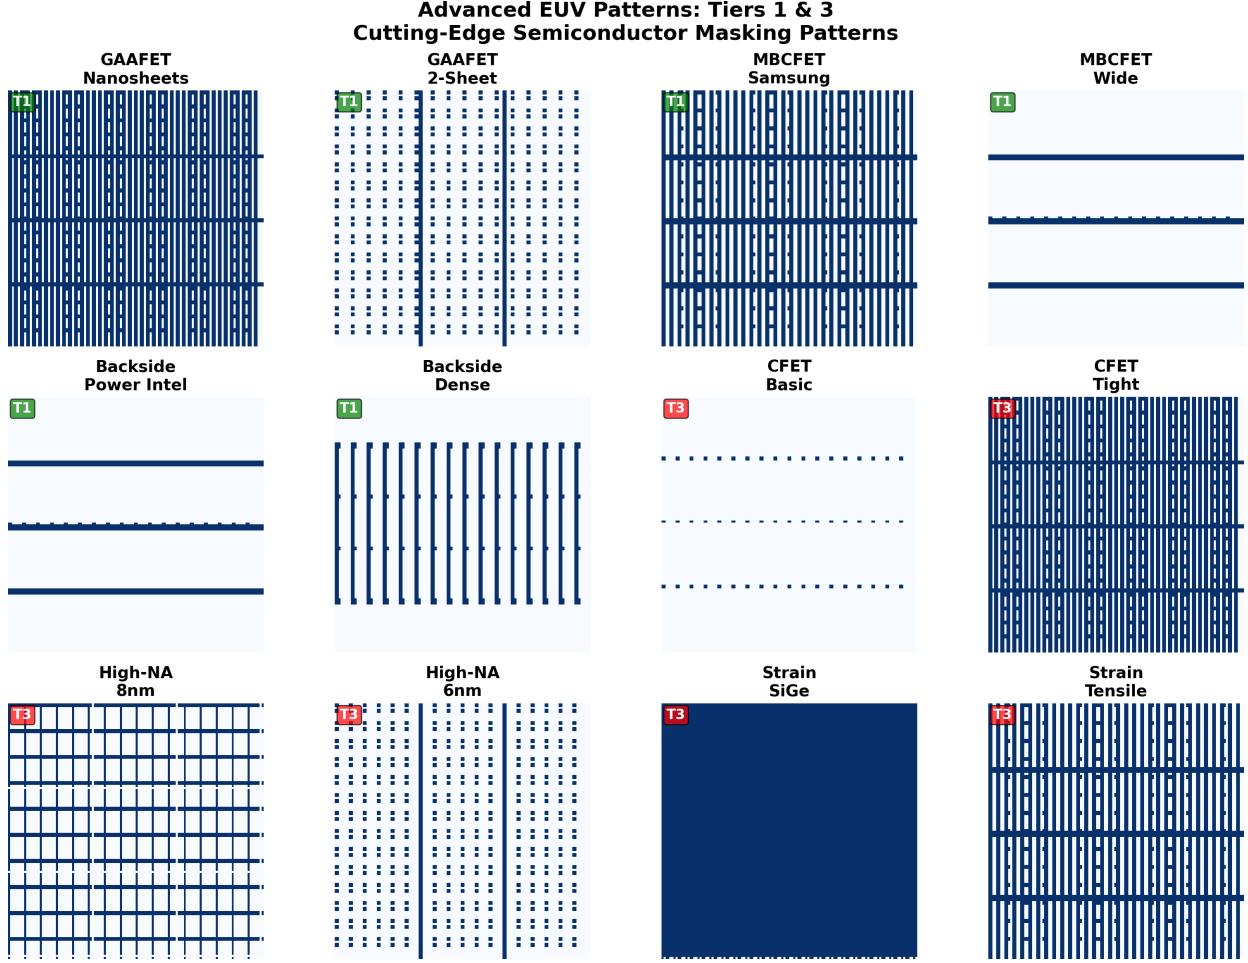 Advanced EUV Patterns: Tiers 1 & 3
Cutting-Edge Semiconductor Masking Patterns
GAAFET
Nanosheets
T1
GAAFET
2-Sheet
T1
MBCFET
Samsung
T1
MBCFET
Wide
T1
Backside
Power Intel
T1
Backside
Dense
T1
CFET
Basic
T3
CFET
Tight
T3
High-NA
8nm
T3
High-NA
6nm
T3
Strain
SiGe
T3
Strain
Tensile
T3